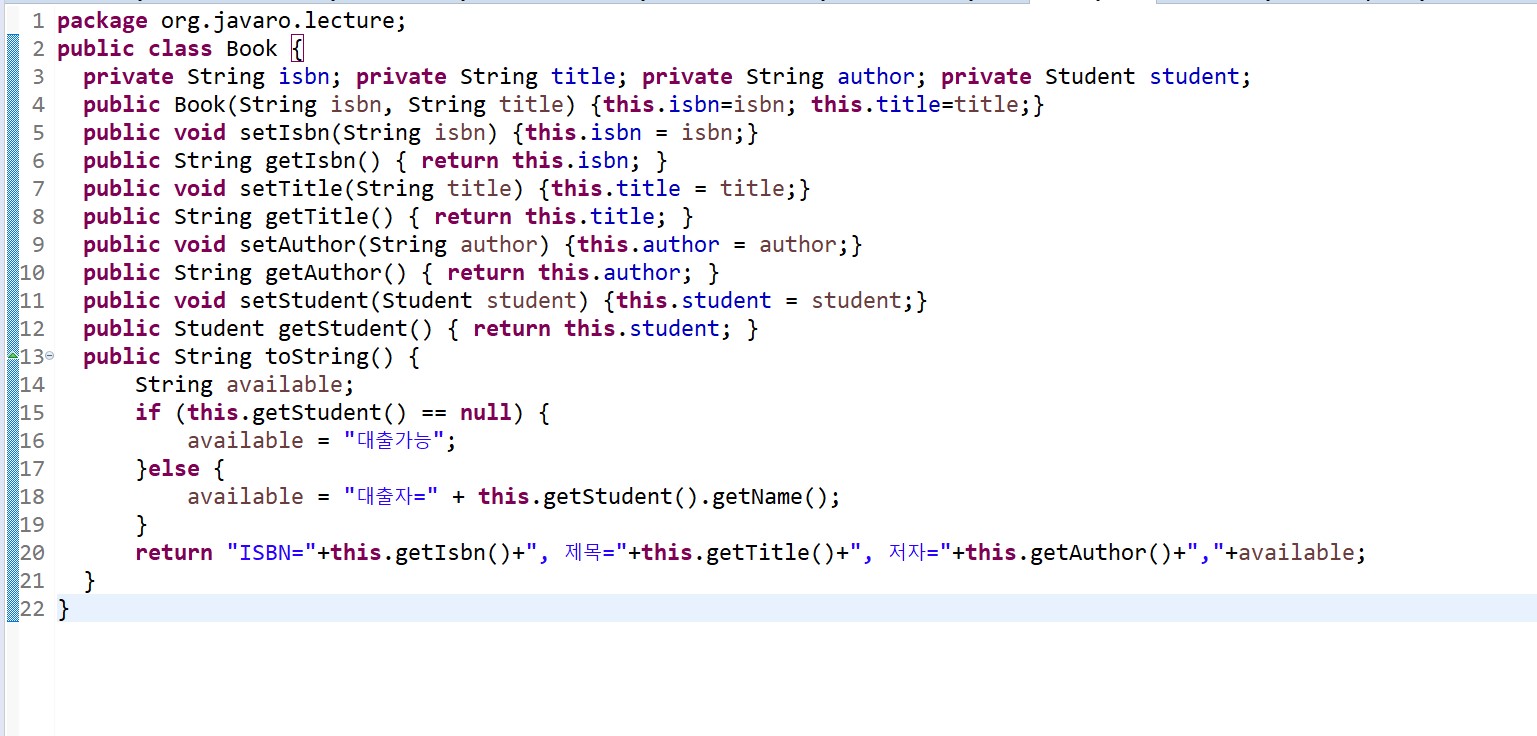 1 package org.javaro.lecture;
2 public class Book {
3 private String isbn; private String title; private String author; private Student student;
4 public Book(String isbn, String title) {this.isbn=isbn; this.title=title;}
5 public void setIsbn(String isbn) {this.isbn = isbn;}
6 public String getIsbn() { return this.isbn; }
7 public void setTitle(String title) {this.title = title;}
8 public String getTitle() { return this.title; }
9 public void setAuthor(String author) {this.author = author;}
10 public String getAuthor() { return this.author; }
11 public void setStudent(Student student) {this.student = student;}
12 public Student getStudent() { return this.student; }
13 public String toString() {
14 String available;
15 if (this.getStudent() == null) {
16 available = "대출가능";
17 }else {
18 available = "대출자=" + this.getStudent().getName();
19 }
20 return "ISBN="+this.getIsbn()+", 제목="+this.getTitle()+", 저자="+this.getAuthor()+","+available;
21 }
22 }